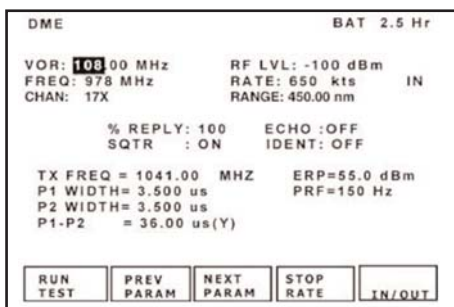 DME BAT 2.5 Hr
VOR: 108.00 MHz RF LVL: -100 dBm
FREQ: 978 MHz RATE: 650 kts IN
CHAN: 17X RANGE: 450.00 nm
% REPLY: 100 ECHO :OFF
SQTR : ON IDENT: OFF
TX FREQ = 1041.00 MHZ ERP=55.0 dBm
P1 WIDTH= 3.500 us PRF=150 Hz
P2 WIDTH= 3.500 us
P1-P2 = 36.00 us(Y)
RUN TEST PREV PARAM NEXT PARAM STOP RATE IN/OUT